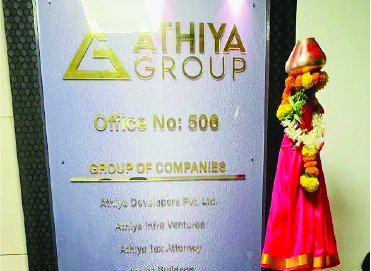 ATHIYA
GROUP
Office No: 506
GROUP OF COMPANIES
Athiya Developers Pvt. Ltd.
Athiya Infra Ventures
Athiya Tax Attorney